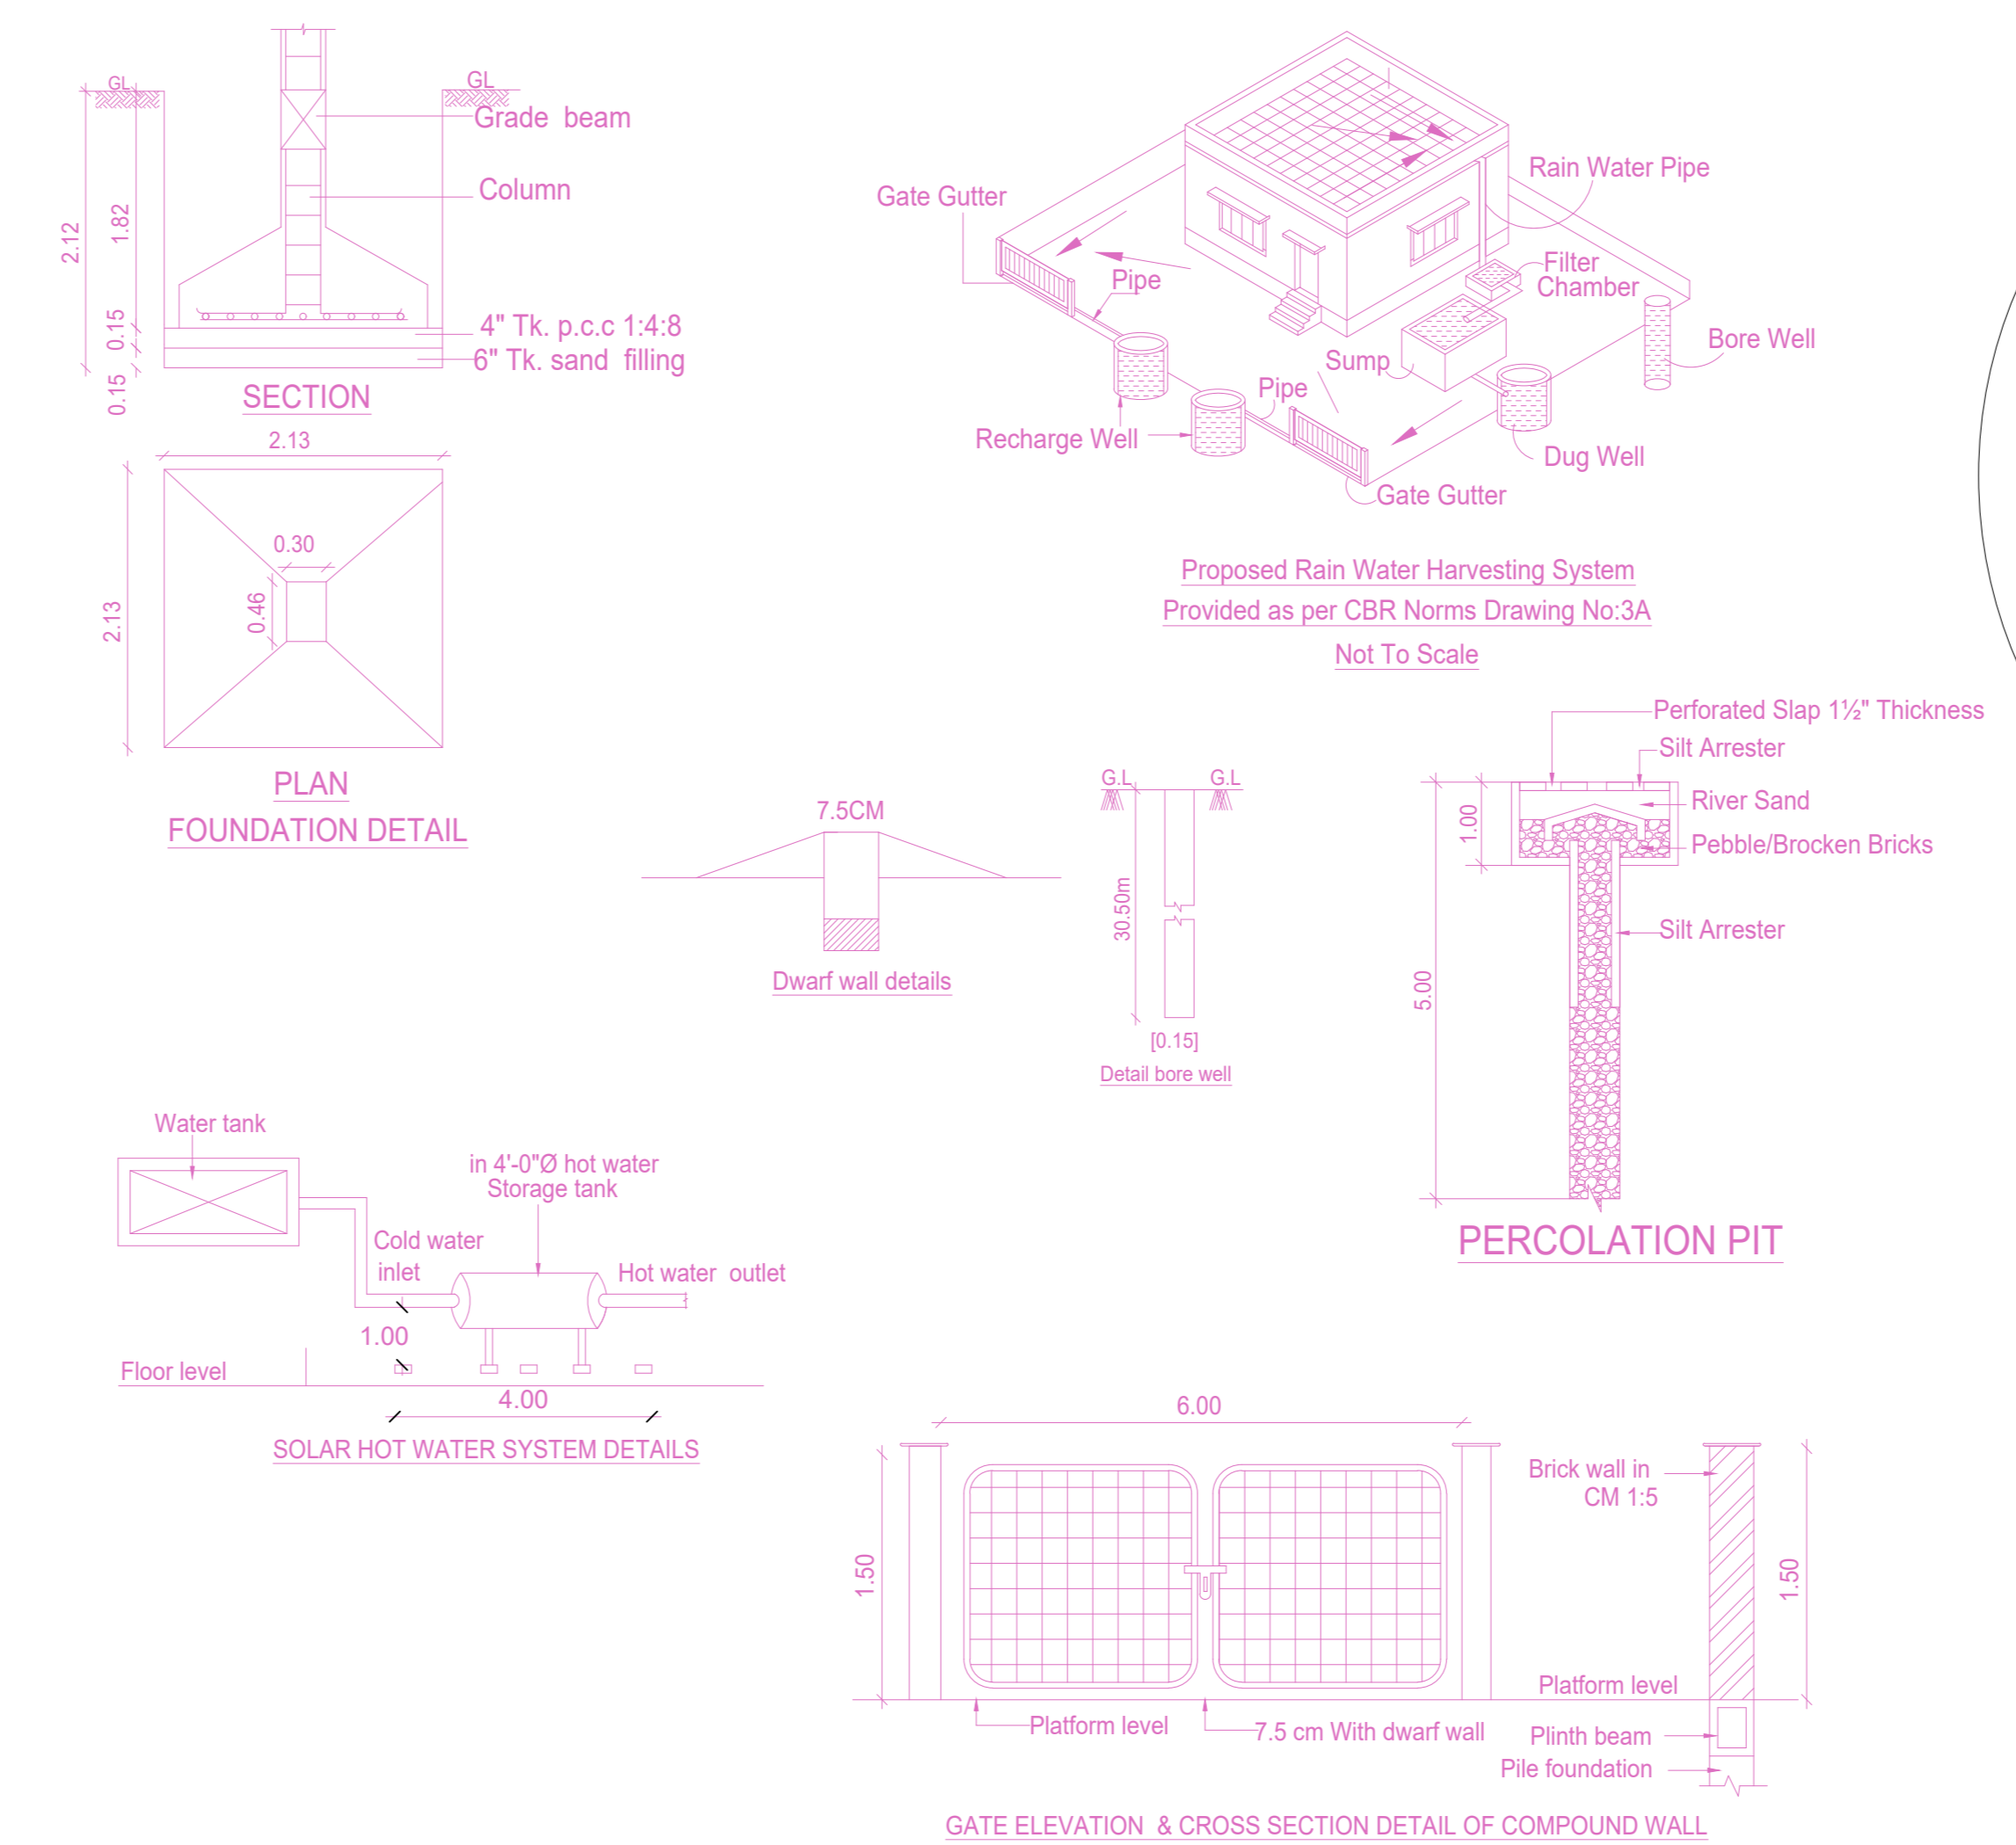 GL
GL
Grade beam
Column
2.12
1.82
0.15
0.15
4" Tk. p.c.c 1:4:8
6" Tk. sand filling
SECTION
2.13
2.13
0.30
0.46
PLAN
FOUNDATION DETAIL
Gate Gutter
Pipe
Rain Water Pipe
Filter
Chamber
Bore Well
Sump
Pipe
Recharge Well
Dug Well
Gate Gutter
Proposed Rain Water Harvesting System
Provided as per CBR Norms Drawing No:3A
Not To Scale
7.5CM
Dwarf wall details
G.L
G.L
30.50m
[0.15]
Detail bore well
Perforated Slap 1½" Thickness
Silt Arrester
River Sand
Pebble/Brocken Bricks
Silt Arrester
1.00
5.00
PERCOLATION PIT
Water tank
in 4'-0"Ø hot water
Storage tank
Cold water
inlet
Hot water outlet
1.00
Floor level
4.00
SOLAR HOT WATER SYSTEM DETAILS
6.00
1.50
Brick wall in
CM 1:5
1.50
Platform level
Platform level
7.5 cm With dwarf wall
Plinth beam
Pile foundation
GATE ELEVATION & CROSS SECTION DETAIL OF COMPOUND WALL